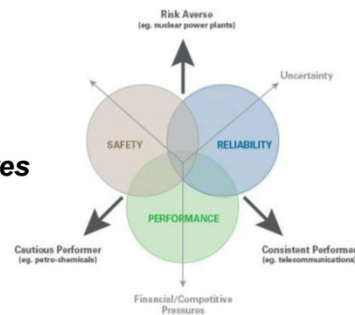 Risk Averse
(eg. nuclear power plants)
Uncertainty
SAFETY
RELIABILITY
PERFORMANCE
Cautious Performer
(eg. petro-chemicals)
Consistent Performer
(eg. telecommunications)
Financial/Competitive
Pressures